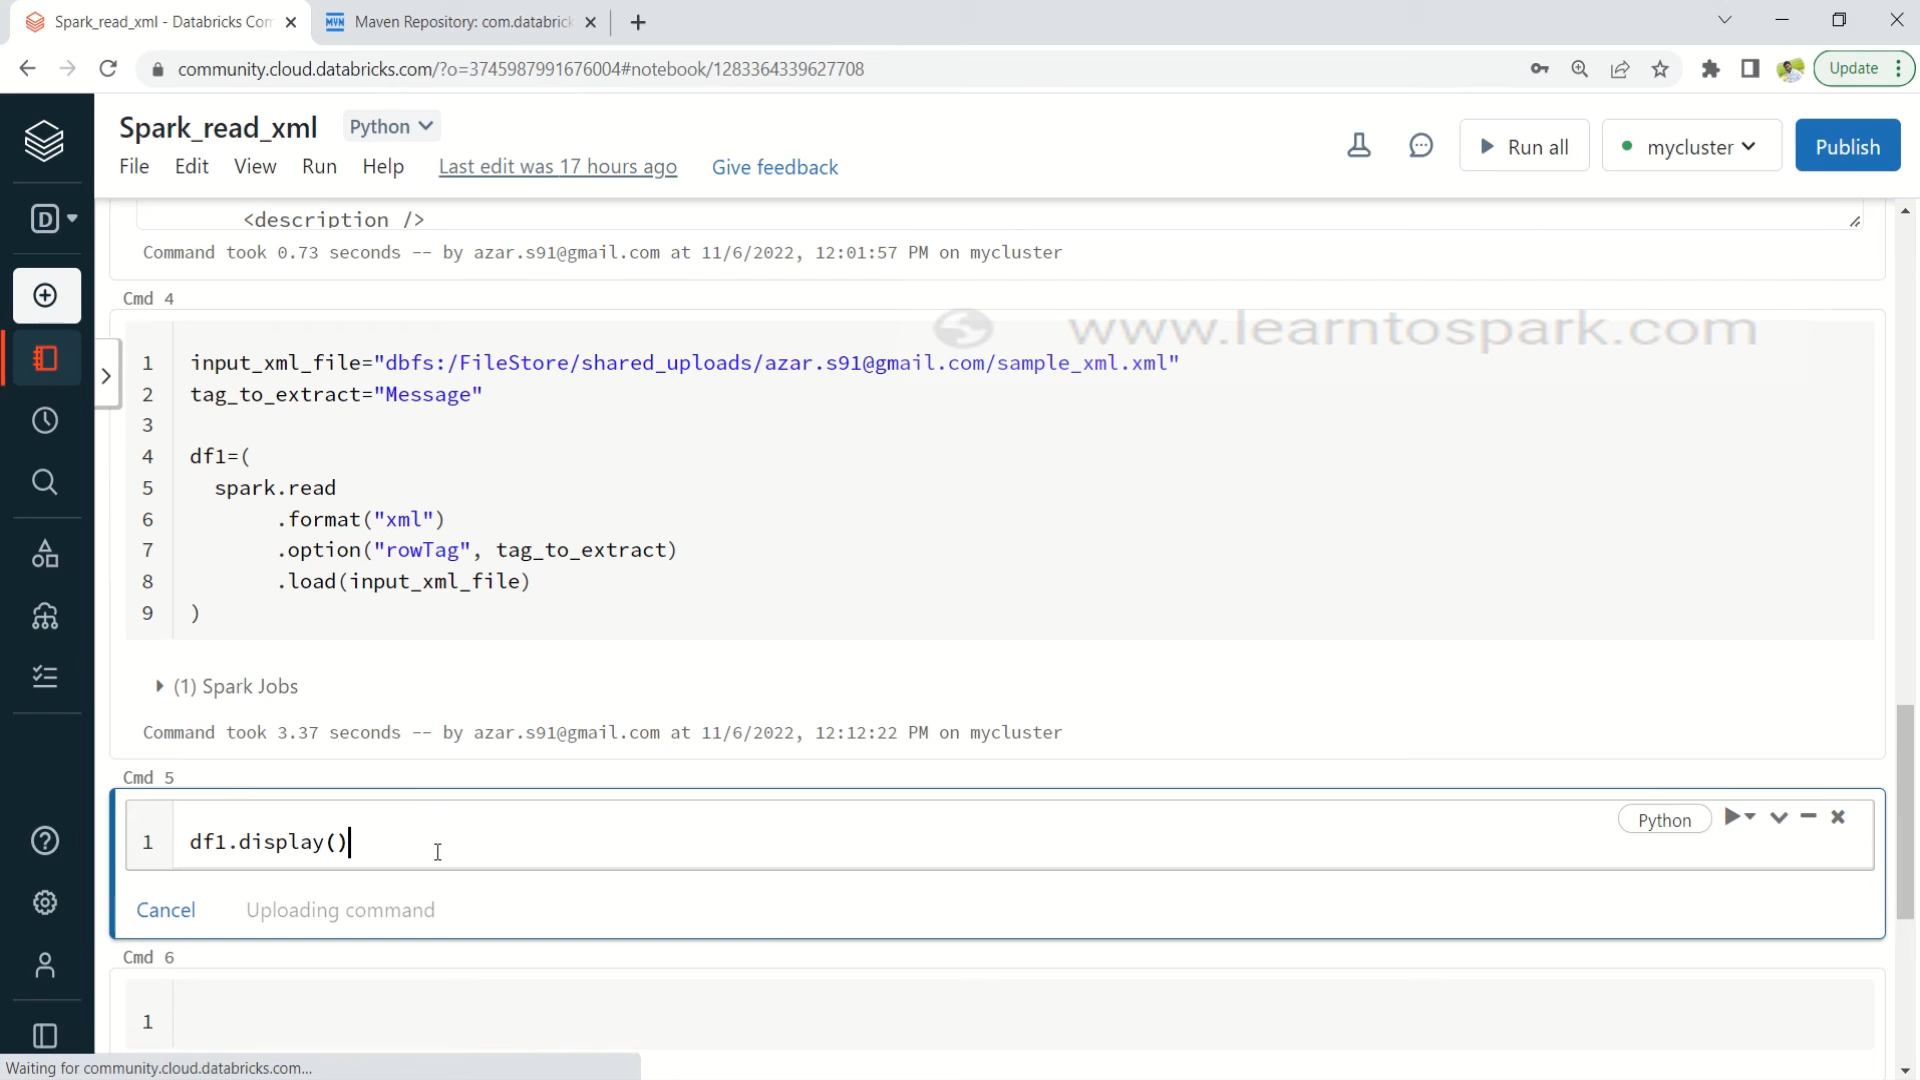 Spark_read_xml - Databricks Com
Maven Repository: com.databrick
community.cloud.databricks.com/?o=3745987991676004#notebook/1283364339627708
Update
Spark_read_xml
Python
File Edit View Run Help Last edit was 17 hours ago Give feedback
Run all
mycluster
Publish
D
<description />
Command took 0.73 seconds -- by azar.s91@gmail.com at 11/6/2022, 12:01:57 PM on mycluster
Cmd 4
www.learntospark.com
1 input_xml_file="dbfs:/FileStore/shared_uploads/azar.s91@gmail.com/sample_xml.xml"
2 tag_to_extract="Message"
3
4 df1=(
5 spark.read
6 .format("xml")
7 .option("rowTag", tag_to_extract)
8 .load(input_xml_file)
9 )
(1) Spark Jobs
Command took 3.37 seconds -- by azar.s91@gmail.com at 11/6/2022, 12:12:22 PM on mycluster
Cmd 5
Python
1 df1.display()
Cancel Uploading command
Cmd 6
1
Waiting for community.cloud.databricks.com...